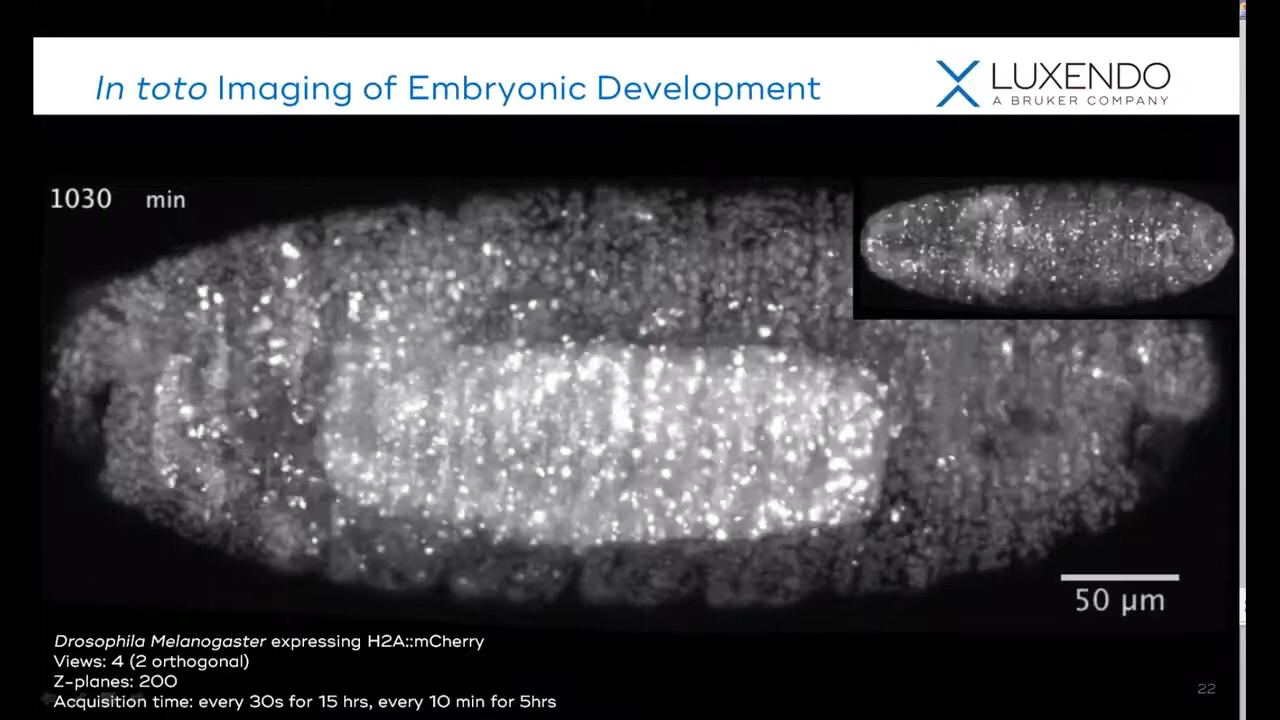 In toto Imaging of Embryonic Development
LUXENDO
A BRUKER COMPANY
1030 min
50 µm
Drosophila Melanogaster expressing H2A::mCherry
Views: 4 (2 orthogonal)
Z-planes: 200
Acquisition time: every 30s for 15 hrs, every 10 min for 5hrs
22